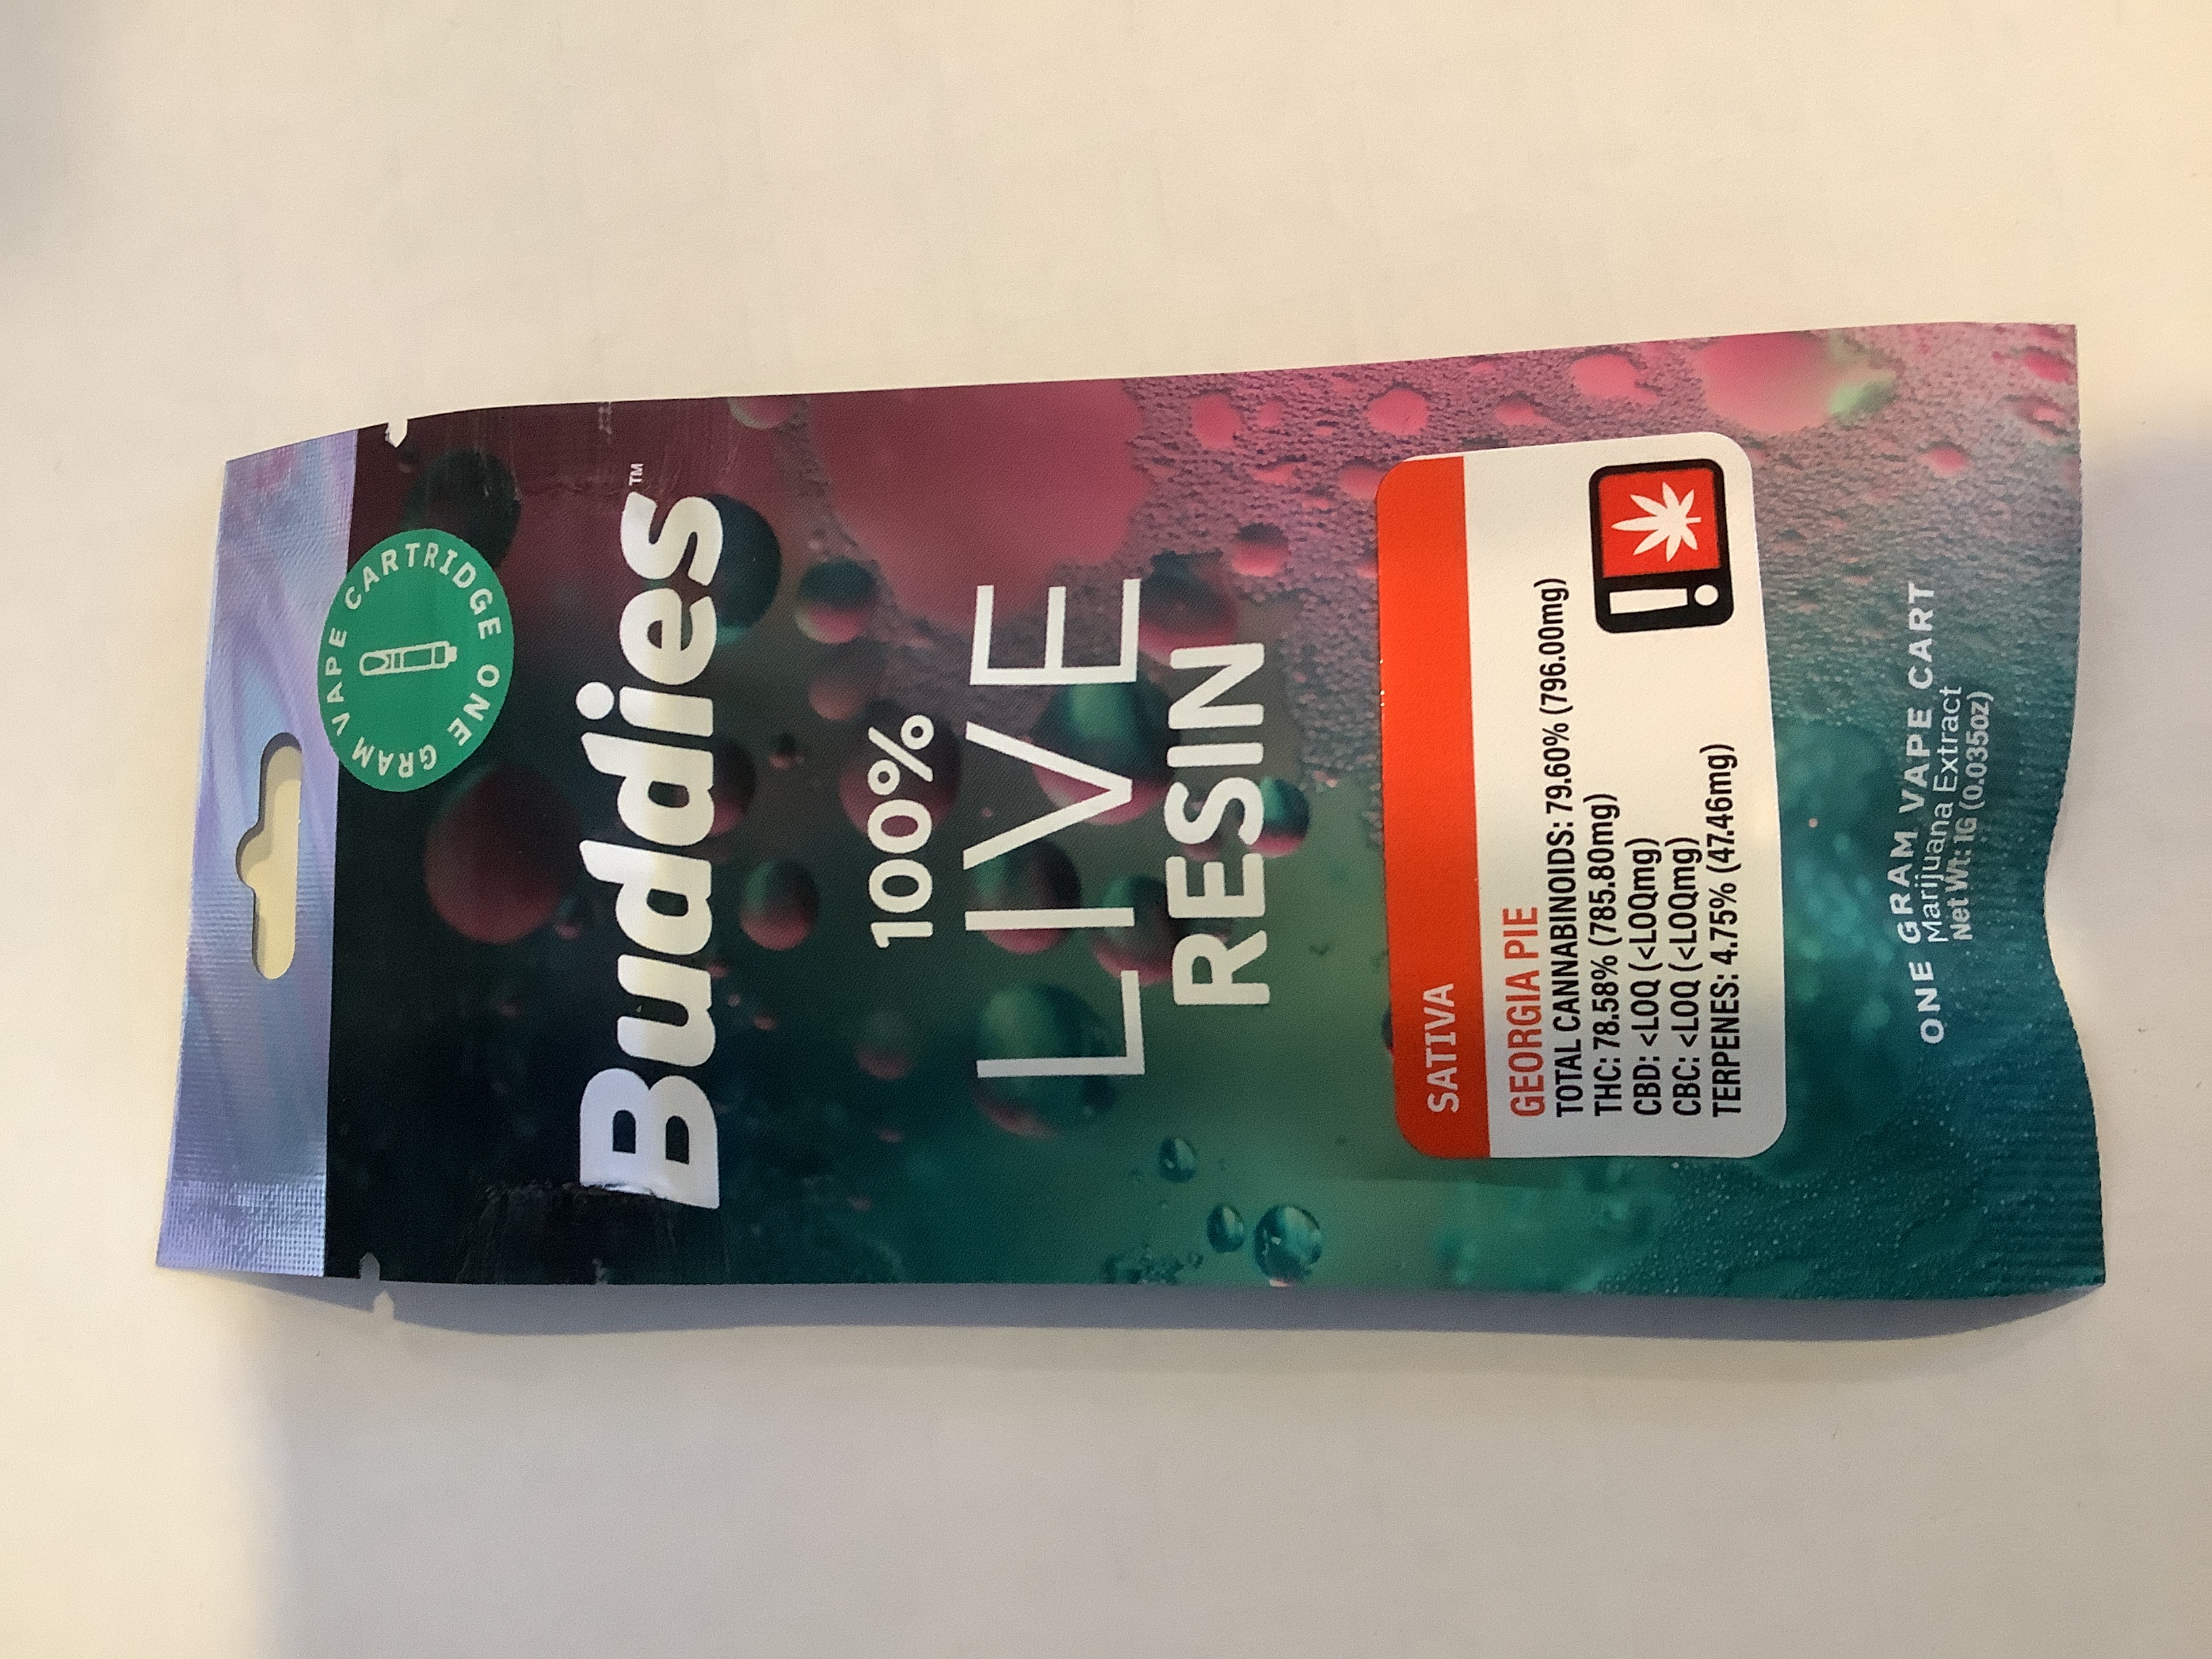 ONE GRAM VAPE CARTRIDGE
Buddies™
100%
LIVE
RESIN
SATIVA
GEORGIA PIE
TOTAL CANNABINOIDS: 79.60% (796.00mg)
THC: 78.58% (785.80mg)
CBD: <LOQ (<LOQmg)
CBC: <LOQ (<LOQmg)
TERPENES: 4.75% (47.46mg)
!
ONE GRAM VAPE CART
Marijuana Extract
Net Wt: 1G (0.035oz)